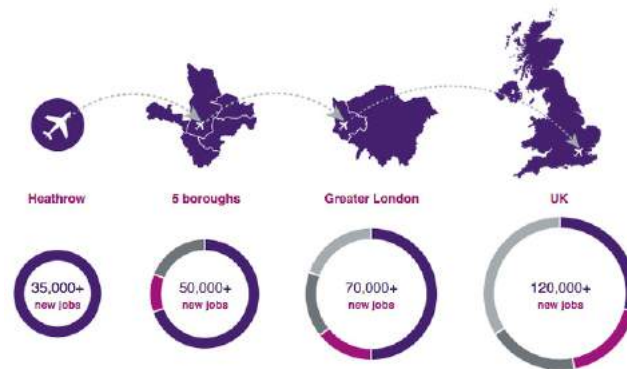 Heathrow
5 boroughs
Greater London
UK
35,000+
new jobs
50,000+
new jobs
70,000+
new jobs
120,000+
new jobs